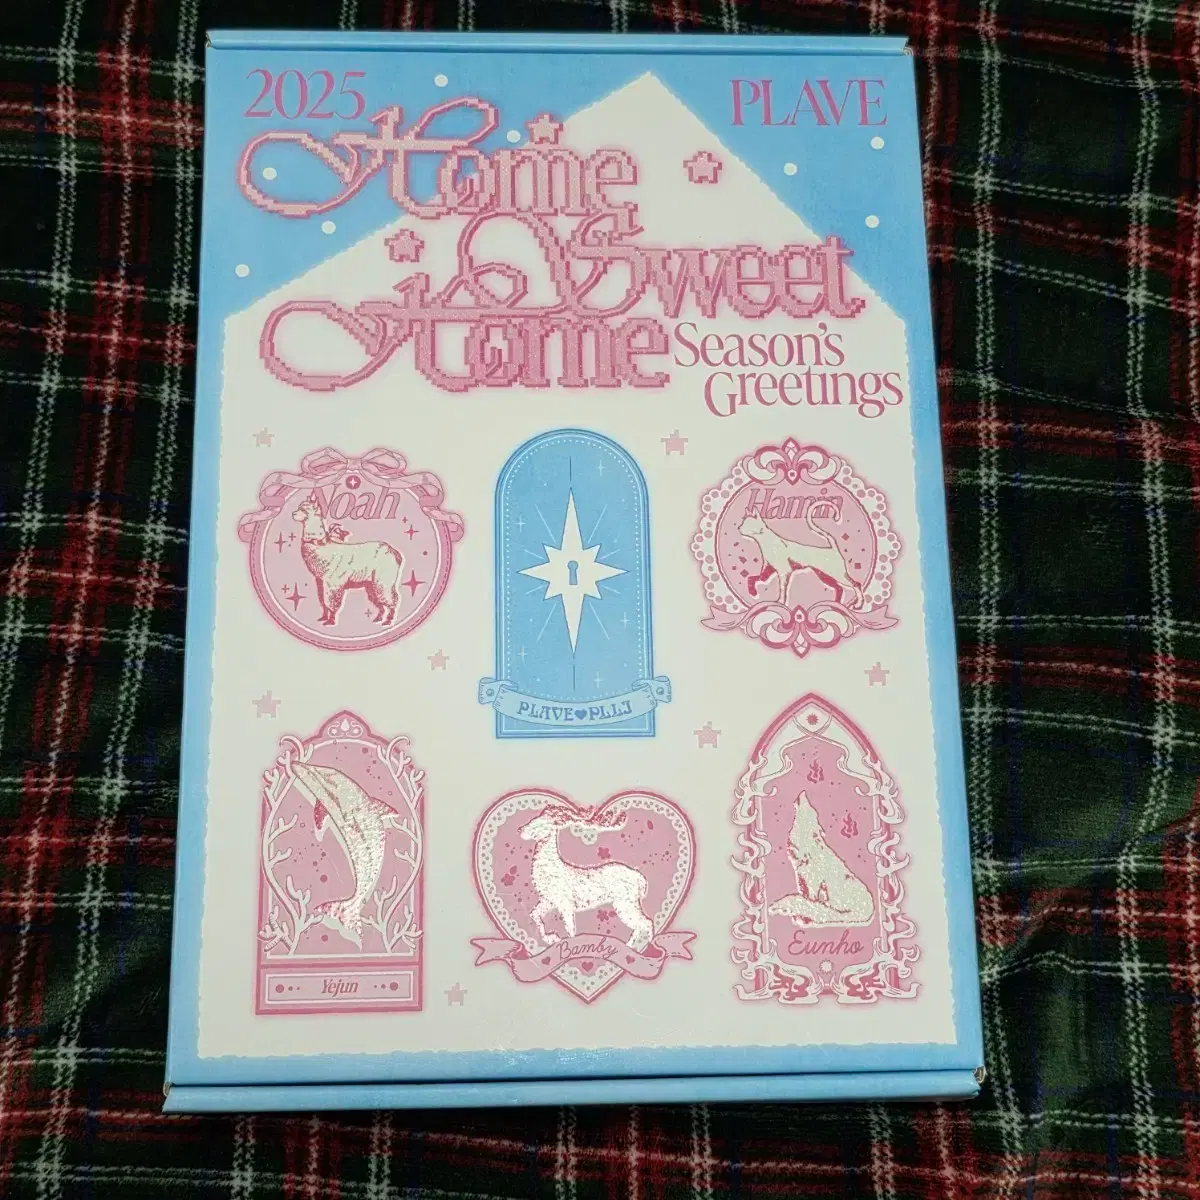 2025
PLAVE
Home
Sweet
Home
Season's
Greetings
Noah
Hamin
PLAVE♥PLLI
Yejun
Bamby
Eunho